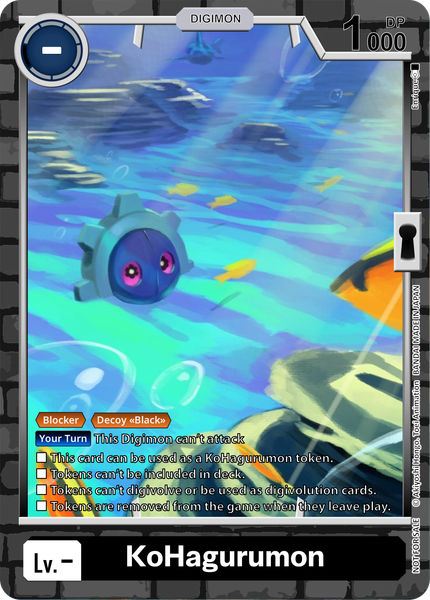 DIGIMON
-
DP
1000
Blocker
Decoy «Black»
Your Turn This Digimon can't attack
This card can be used as a KoHagurumon token.
Tokens can't be included in deck.
Tokens can't digivolve or be used as digivolution cards.
Tokens are removed from the game when they leave play.
Lv.-
KoHagurumon
NOT FOR SALE © Akiyoshi Hongo, Toei Animation BANDAI MADE IN JAPAN